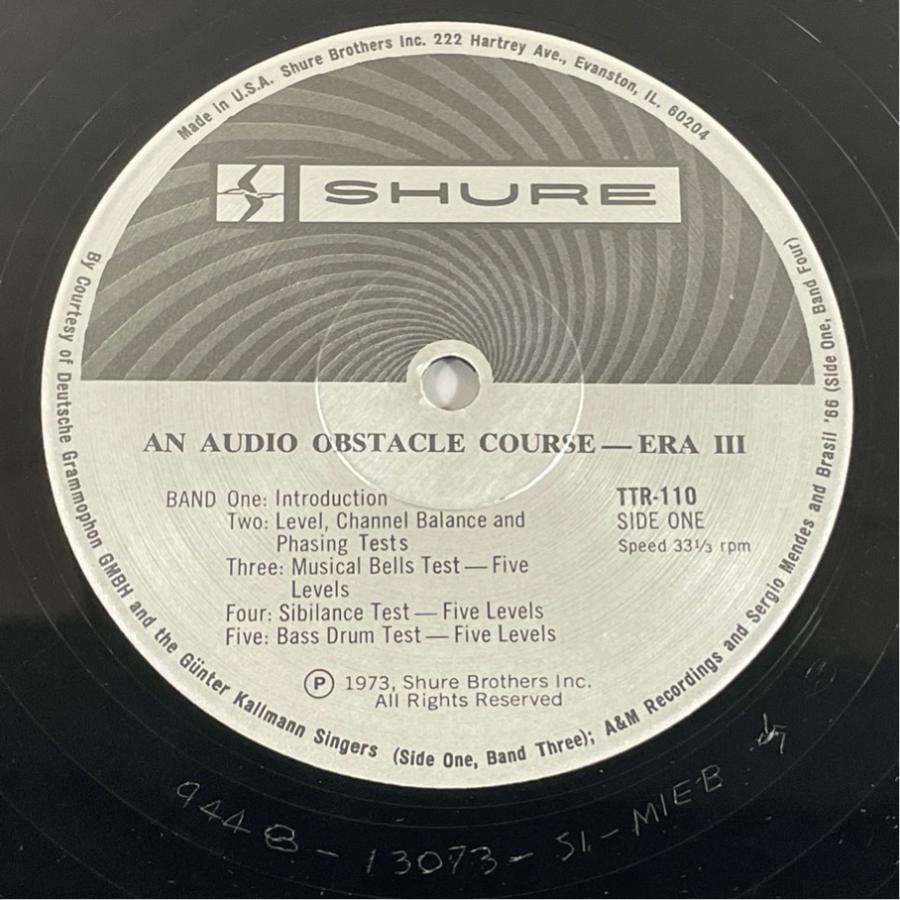 Made in U.S.A. Shure Brothers Inc. 222 Hartrey Ave., Evanston, IL. 60204
SHURE
AN AUDIO OBSTACLE COURSE — ERA III
BAND One: Introduction
Two: Level, Channel Balance and
Phasing Tests
Three: Musical Bells Test — Five
Levels
Four: Sibilance Test — Five Levels
Five: Bass Drum Test — Five Levels
TTR-110
SIDE ONE
Speed 33⅓ rpm
Ⓟ 1973, Shure Brothers Inc.
All Rights Reserved
By Courtesy of Deutsche Grammophon GMBH and the Günter Kallmann Singers (Side One, Band Three); A&M Recordings and Sergio Mendes and Brasil '66 (Side One, Band Four)
944 B - 13073 - S1 - M1EB